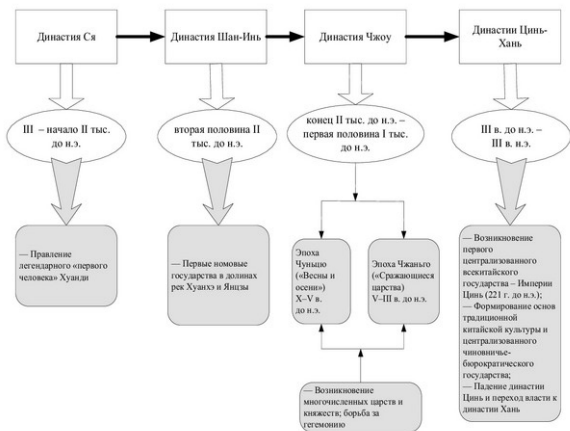 Династия Ся
Династия Шан-Инь
Династия Чжоу
Династии Цинь-
Хань
III – начало II тыс.
до н.э.
вторая половина II
тыс. до н.э.
конец II тыс. до н.э. –
первая половина I
тыс. до н.э.
III в. до н.э. –
III в. н.э.
— Правление
легендарного «первого
человека» Хуанди
— Первые номовые
государства в долинах
рек Хуанхэ и Янцзы
Эпоха
Чуньцю
(«Весны и
осени»)
X–V в.
до н.э.
Эпоха Чжаньго
(«Сражающиеся
царства»)
V–III в. до н.э.
— Возникновение
многочисленных царств и
княжеств; борьба за
гегемонию
— Возникновение
первого
централизованного
всекитайского
государства – Империи
Цинь (221 г. до н.э.);
— Формирование основ
традиционной
китайской культуры и
централизованного
чиновничье-
бюрократического
государства;
— Падение династии
Цинь и переход власти к
династии Хань